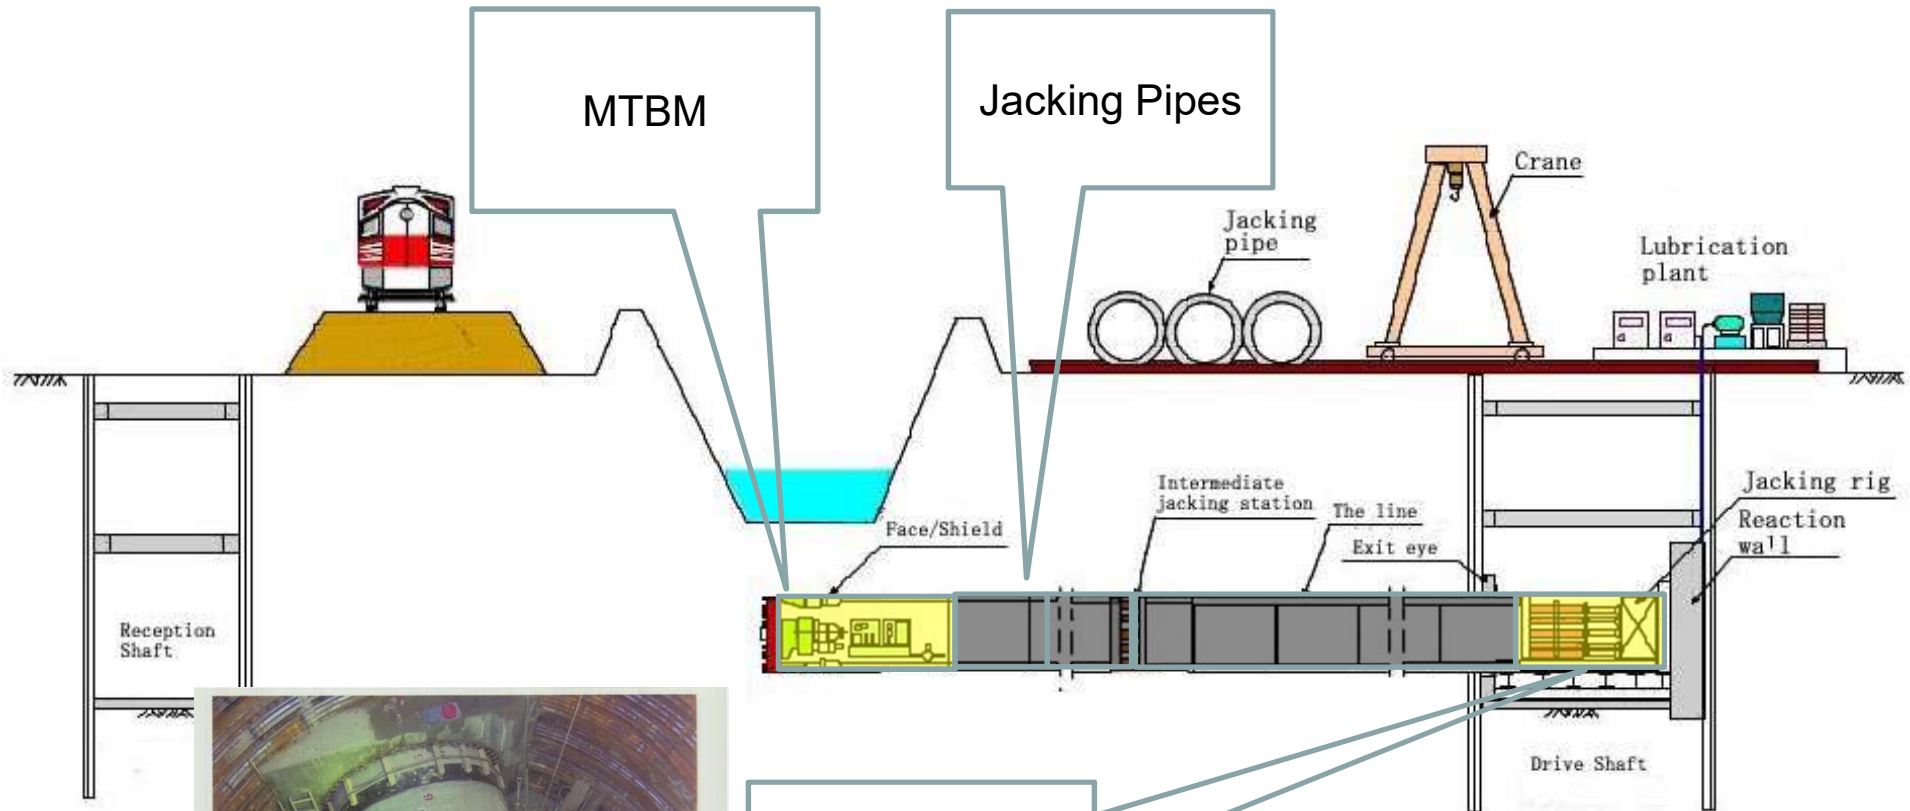 MTBM
Jacking Pipes
Crane
Jacking
pipe
Lubrication
plant
Intermediate
jacking station
The line
Face/Shield
Exit eye
Jacking rig
Reaction
wall
Reception
Shaft
Drive Shaft